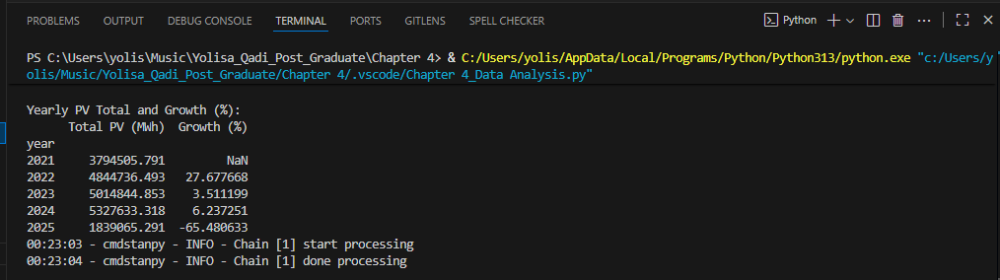 PROBLEMS OUTPUT DEBUG CONSOLE TERMINAL PORTS GITLENS SPELL CHECKER Python
PS C:\Users\yolis\Music\Yolisa_Qadi_Post_Graduate\Chapter 4> & C:/Users/yolis/AppData/Local/Programs/Python/Python313/python.exe "c:/Users/y
olis/Music/Yolisa_Qadi_Post_Graduate/Chapter 4/.vscode/Chapter 4_Data Analysis.py"
Yearly PV Total and Growth (%):
Total PV (MWh) Growth (%)
year
2021 3794505.791 NaN
2022 4844736.493 27.677668
2023 5014844.853 3.511199
2024 5327633.318 6.237251
2025 1839065.291 -65.480633
00:23:03 - cmdstanpy - INFO - Chain [1] start processing
00:23:04 - cmdstanpy - INFO - Chain [1] done processing